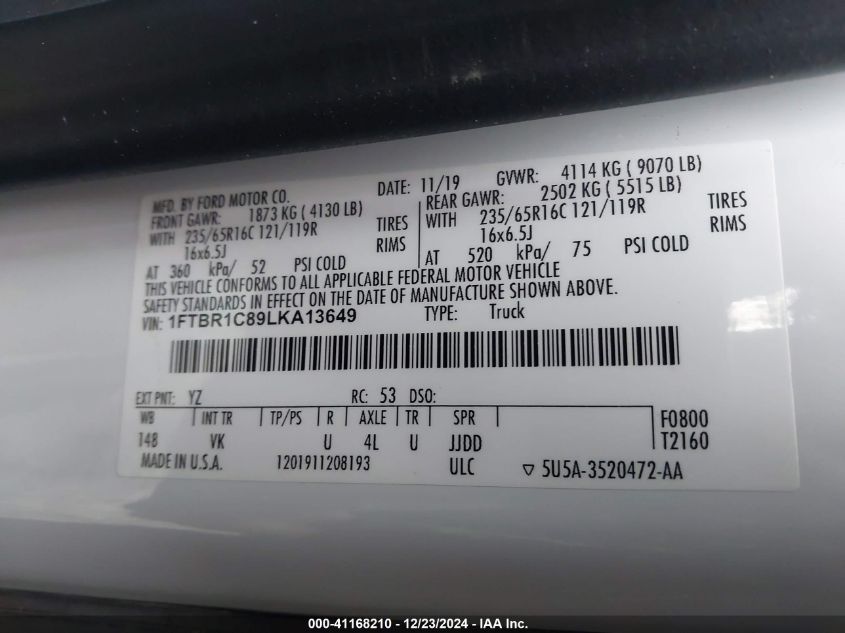 MFD. BY FORD MOTOR CO. DATE: 11/19 GVWR: 4114 KG ( 9070 LB)
FRONT GAWR: 1873 KG ( 4130 LB) REAR GAWR: 2502 KG ( 5515 LB)
WITH 235/65R16C 121/119R TIRES WITH 235/65R16C 121/119R TIRES
16x6.5J RIMS 16x6.5J RIMS
AT 360 kPa/ 52 PSI COLD AT 520 kPa/ 75 PSI COLD
THIS VEHICLE CONFORMS TO ALL APPLICABLE FEDERAL MOTOR VEHICLE
SAFETY STANDARDS IN EFFECT ON THE DATE OF MANUFACTURE SHOWN ABOVE.
VIN: 1FTBR1C89LKA13649 TYPE: Truck
EXT PNT: YZ RC: 53 DSO:
WB INT TR TP/PS R AXLE TR SPR F0800
148 VK U 4L U JJDD T2160
MADE IN U.S.A. 1201911208193 ULC ▽ 5U5A-3520472-AA
000-41168210 - 12/23/2024 - IAA Inc.